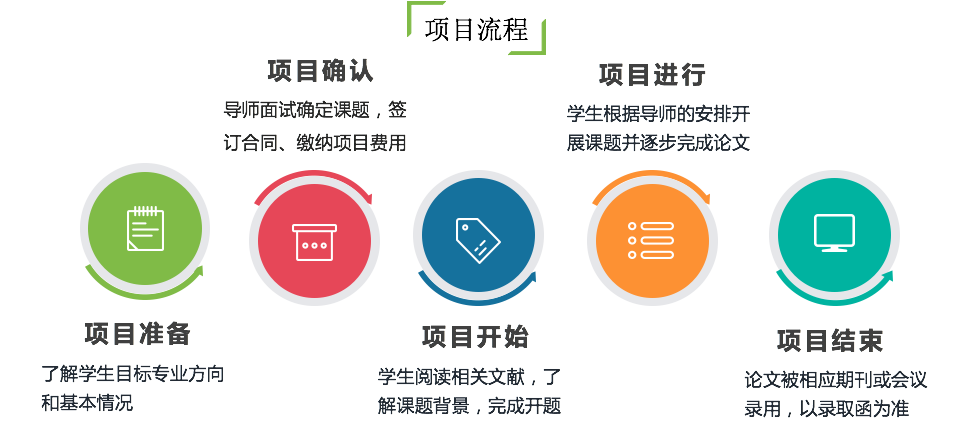 项目流程
项目准备
了解学生目标专业方向
和基本情况
项目确认
导师面试确定课题，签
订合同、缴纳项目费用
项目开始
学生阅读相关文献，了
解课题背景，完成开题
项目进行
学生根据导师的安排开
展课题并逐步完成论文
项目结束
论文被相应期刊或会议
录用，以录取函为准